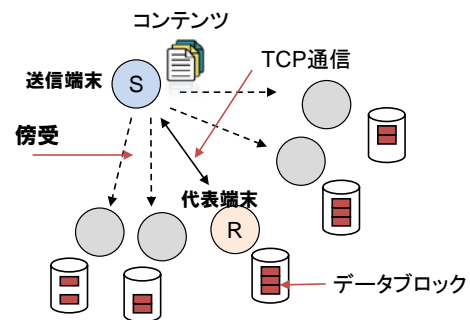 コンテンツ
TCP通信
送信端末
S
傍受
代表端末
R
データブロック